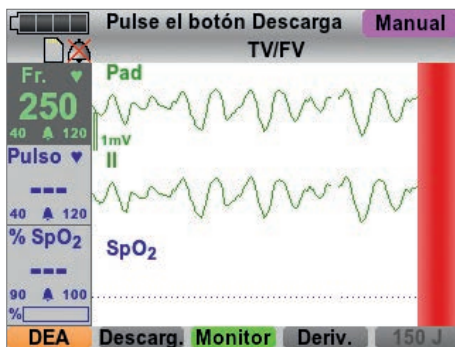 Pulse el botón Descarga Manual
TV/FV
Fr.
250
40 120
Pulso
---
40 120
% SpO2
---
90 100
%
Pad
1mV
II
SpO2
DEA Descarg. Monitor Deriv. 150 J